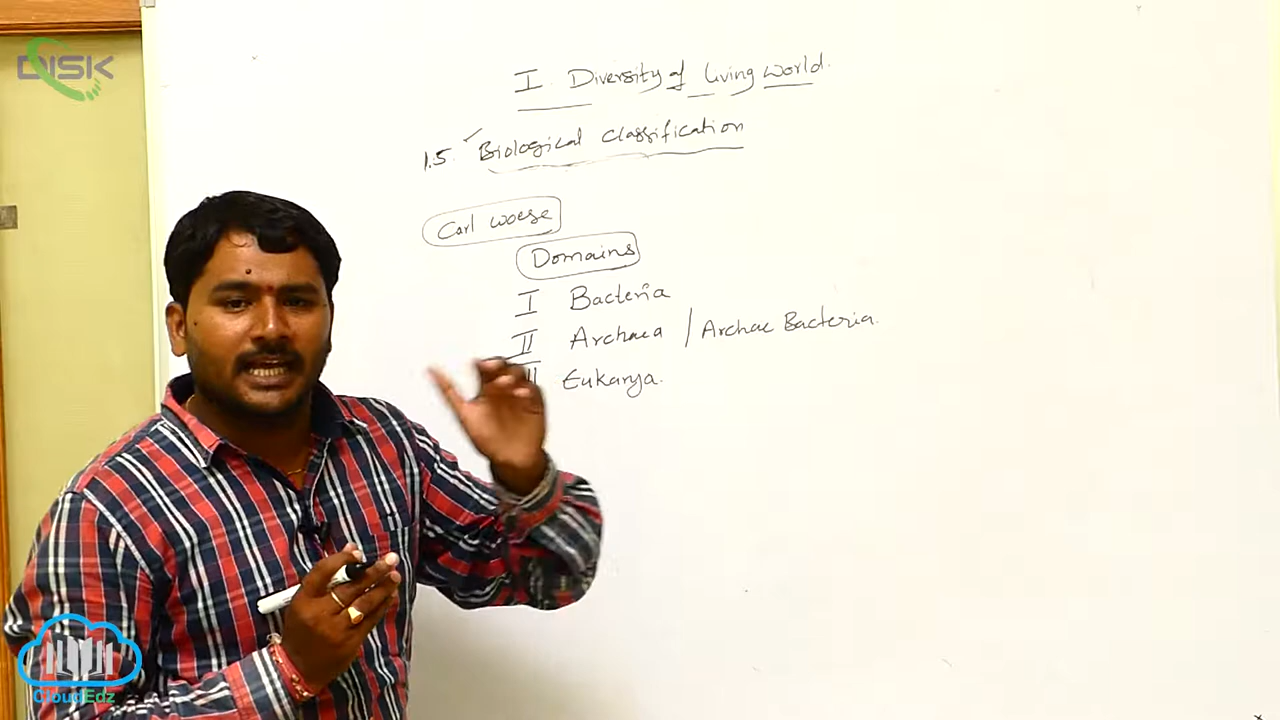 DISK
I. Diversity of living world.
1.5. Biological classification
Carl woese
Domains
I Bacteria
II Archaea / Archae Bacteria.
III Eukarya.
CloudEdz